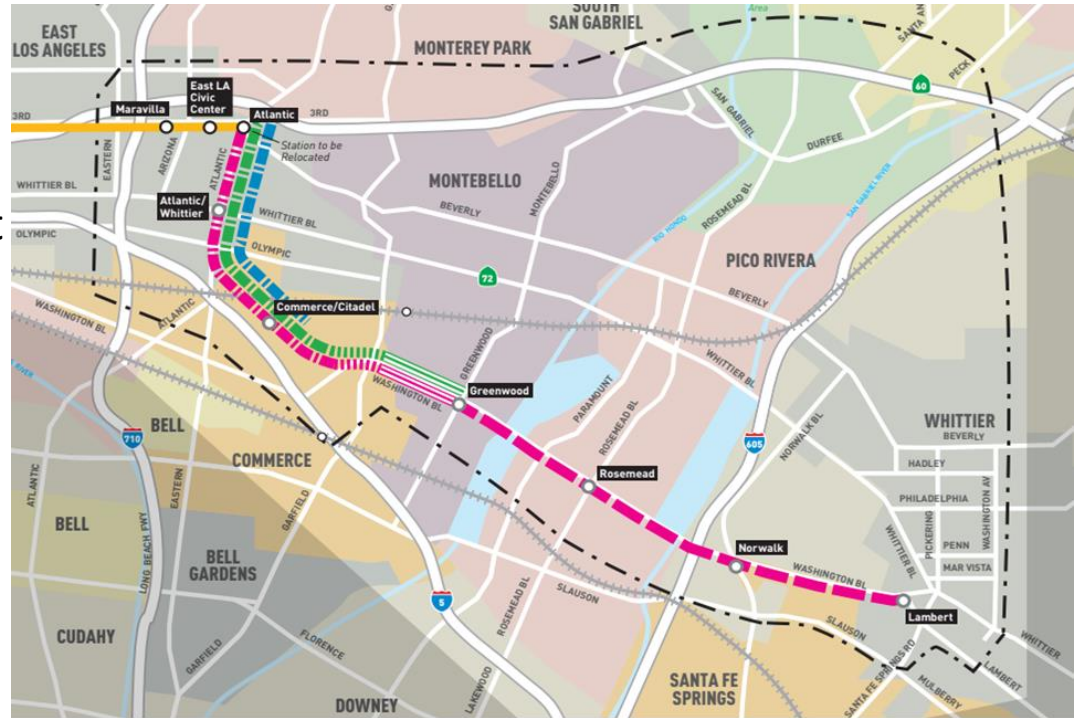 EAST
LOS ANGELES
MONTEREY PARK
SOUTH
SAN GABRIEL
Area
SANTA AN
PECK
60
Maravilla
East LA
Civic
Center
Atlantic
3RD
3RD
Station to be
Relocated
EASTERN
ARIZONA
ATLANTIC
SAN GABRIEL
DURFEE
WHITTIER BL
Atlantic/
Whittier
WHITTIER BL
MONTEBELLO
BEVERLY
MONTEBELLO
RIO HONDO
ROSEMEAD BL
SAN GABRIEL RIVER
t
OLYMPIC
OLYMPIC
PICO RIVERA
72
BEVERLY
WASHINGTON BL
ATLANTIC
Commerce/Citadel
GREENWOOD
WHITTIER BL
RIVER
WASHINGTON BL
Greenwood
PARAMOUNT
ROSEMEAD BL
NORWALK BL
WHITTIER
BEVERLY
BELL
710
605
COMMERCE
HADLEY
ATLANTIC
EASTERN
GARFIELD
Rosemead
PHILADELPHIA
PICKERING
WASHINGTON AV
BELL
LONG BEACH FWY
BELL
GARDENS
Norwalk
WHITTIER BL
PENN
MAR VISTA
WASHINGTON BL
5
SLAUSON
ROSEMEAD BL
Lambert
SLAUSON
CUDAHY
GARFIELD
FLORENCE
WHITTIER
LAMBERT
SANTA FE
SPRINGS
SANTA FE SPRINGS RD
MULBERRY
DOWNEY
LAKEWOOD